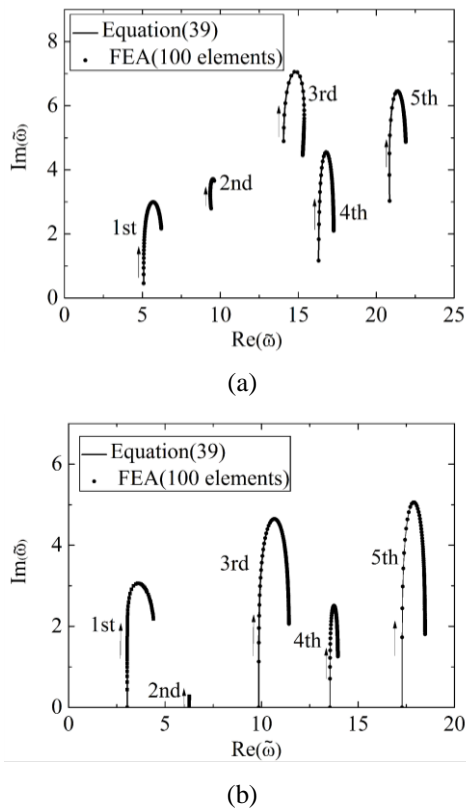 Equation(39)
FEA(100 elements)
8
6
4
2
0
Im(ω̃)
1st
2nd
3rd
4th
5th
0 5 10 15 20 25
Re(ω̃)
(a)
Equation(39)
FEA(100 elements)
6
4
2
0
Im(ω̃)
1st
2nd
3rd
4th
5th
0 5 10 15 20
Re(ω̃)
(b)